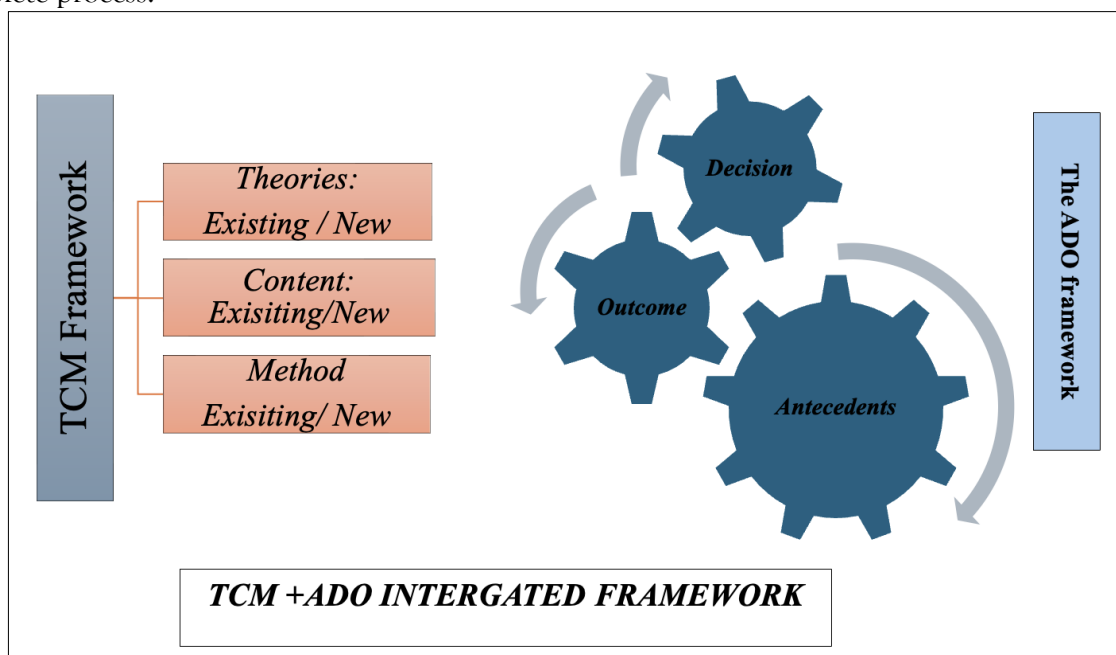 process.
TCM Framework
Theories:
Existing / New
Content:
Exisiting/New
Method
Exisiting/ New
Decision
Outcome
Antecedents
The ADO framework
TCM +ADO INTERGATED FRAMEWORK